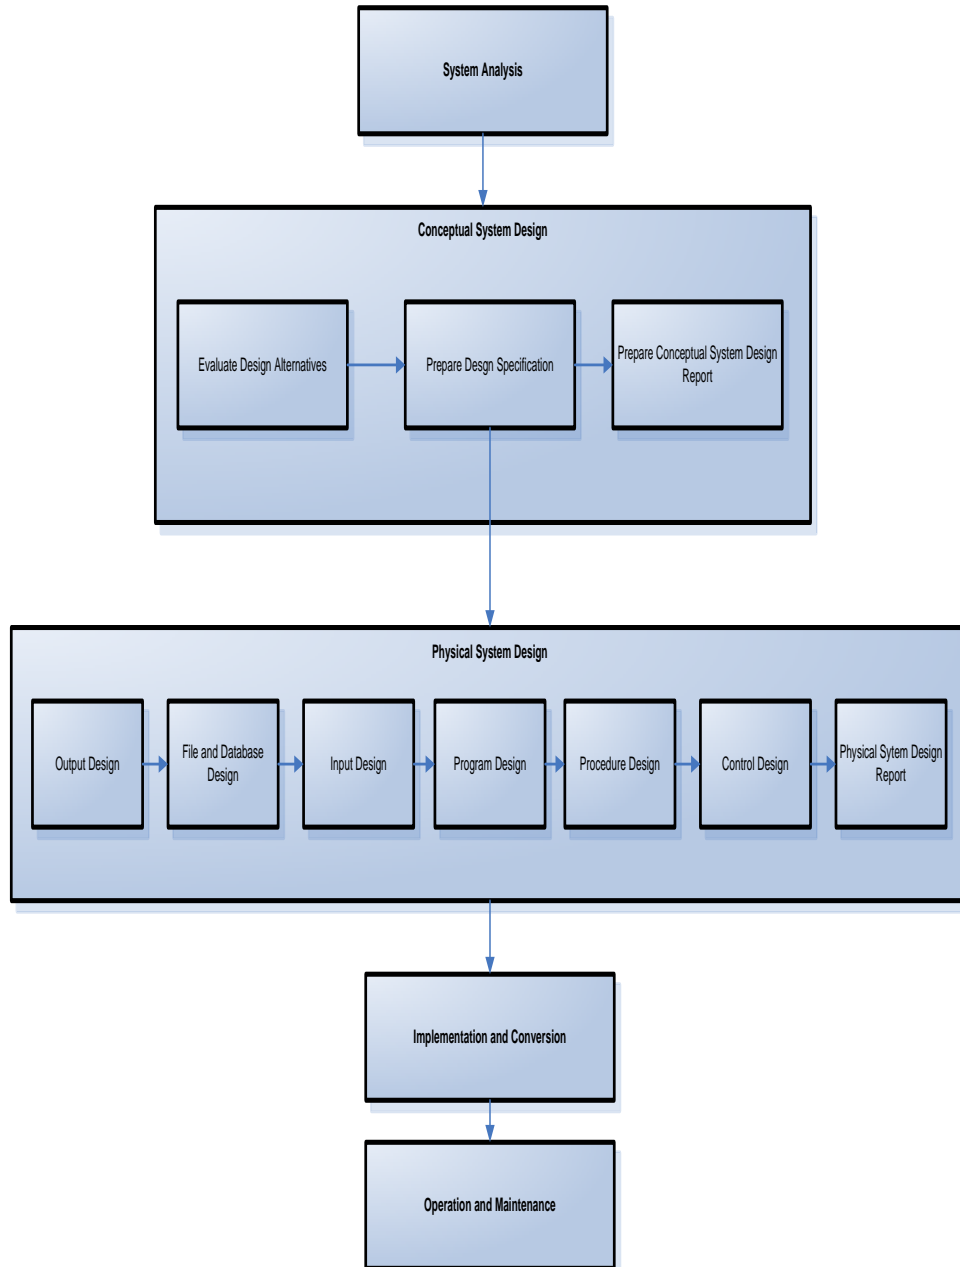 System Analysis
Conceptual System Design
Evaluate Design Alternatives
Prepare Desgn Specification
Prepare Conceptual System Design
Report
Physical System Design
Output Design
File and Database
Design
Input Design
Program Design
Procedure Design
Control Design
Physical Sytem Design
Report
Implementation and Conversion
Operation and Maintenance